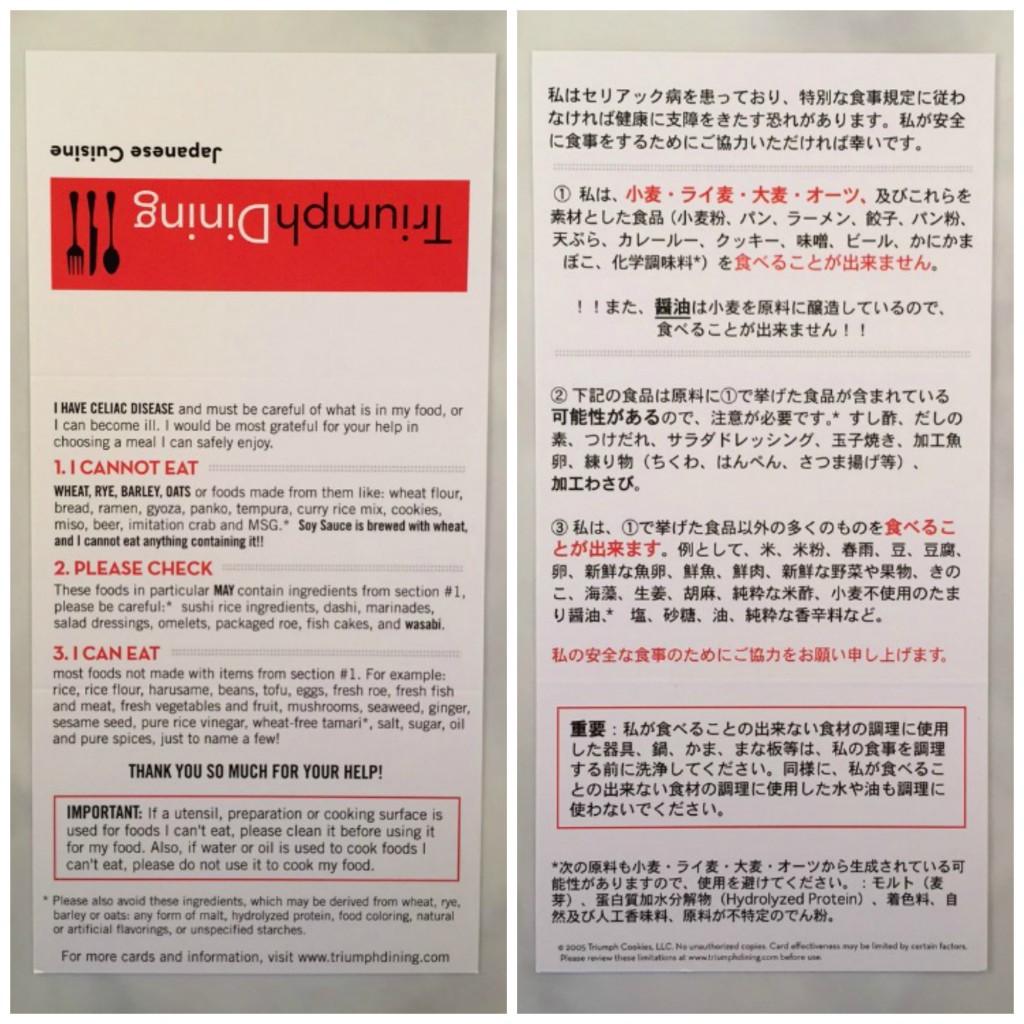 Japanese Cuisine
TriumphDining
I HAVE CELIAC DISEASE and must be careful of what is in my food, or
I can become ill. I would be most grateful for your help in
choosing a meal I can safely enjoy.
1. I CANNOT EAT
WHEAT, RYE, BARLEY, OATS or foods made from them like: wheat flour,
bread, ramen, gyoza, panko, tempura, curry rice mix, cookies,
miso, beer, imitation crab and MSG.* Soy Sauce is brewed with wheat,
and I cannot eat anything containing it!!
2. PLEASE CHECK
These foods in particular MAY contain ingredients from section #1,
please be careful:* sushi rice ingredients, dashi, marinades,
salad dressings, omelets, packaged roe, fish cakes, and wasabi.
3. I CAN EAT
most foods not made with items from section #1. For example:
rice, rice flour, harusame, beans, tofu, eggs, fresh roe, fresh fish
and meat, fresh vegetables and fruit, mushrooms, seaweed, ginger,
sesame seed, pure rice vinegar, wheat-free tamari*, salt, sugar, oil
and pure spices, just to name a few!
THANK YOU SO MUCH FOR YOUR HELP!
IMPORTANT: If a utensil, preparation or cooking surface is
used for foods I can't eat, please clean it before using it
for my food. Also, if water or oil is used to cook foods I
can't eat, please do not use it to cook my food.
* Please also avoid these ingredients, which may be derived from wheat, rye,
barley or oats: any form of malt, hydrolyzed protein, food coloring, natural
or artificial flavorings, or unspecified starches.
For more cards and information, visit www.triumphdining.com
私はセリアック病を患っており、特別な食事規定に従わ
なければ健康に支障をきたす恐れがあります。私が安全
に食事をするためにご協力いただければ幸いです。
① 私は、小麦・ライ麦・大麦・オーツ、及びこれらを
素材とした食品（小麦粉、パン、ラーメン、餃子、パン粉、
天ぷら、カレールー、クッキー、味噌、ビール、かにかま
ぼこ、化学調味料*）を食べることが出来ません。
！！また、醤油は小麦を原料に醸造しているので、
食べることが出来ません！！
② 下記の食品は原料に①で挙げた食品が含まれている
可能性があるので、注意が必要です。* すし酢、だしの
素、つけだれ、サラダドレッシング、玉子焼き、加工魚
卵、練り物（ちくわ、はんぺん、さつま揚げ等）、
加工わさび。
③ 私は、①で挙げた食品以外の多くのものを食べるこ
とが出来ます。例として、米、米粉、春雨、豆、豆腐、
卵、新鮮な魚卵、鮮魚、鮮肉、新鮮な野菜や果物、きの
こ、海藻、生姜、胡麻、純粋な米酢、小麦不使用のたま
り醤油、* 塩、砂糖、油、純粋な香辛料など。
私の安全な食事のためにご協力をお願い申し上げます。
重要：私が食べることの出来ない食材の調理に使用
した器具、鍋、かま、まな板等は、私の食事を調理
する前に洗浄してください。同様に、私が食べるこ
との出来ない食材の調理に使用した水や油も調理に
使わないでください。
*次の原料も小麦・ライ麦・大麦・オーツから生成されている可
能性がありますので、使用を避けてください。：モルト（麦
芽）、蛋白質加水分解物（Hydrolyzed Protein）、着色料、自
然及び人工香味料、原料が不特定のでん粉。
© 2005 Triumph Cookies, LLC. No unauthorized copies. Card effectiveness may be limited by certain factors.
Please review these limitations at www.triumphdining.com before use.